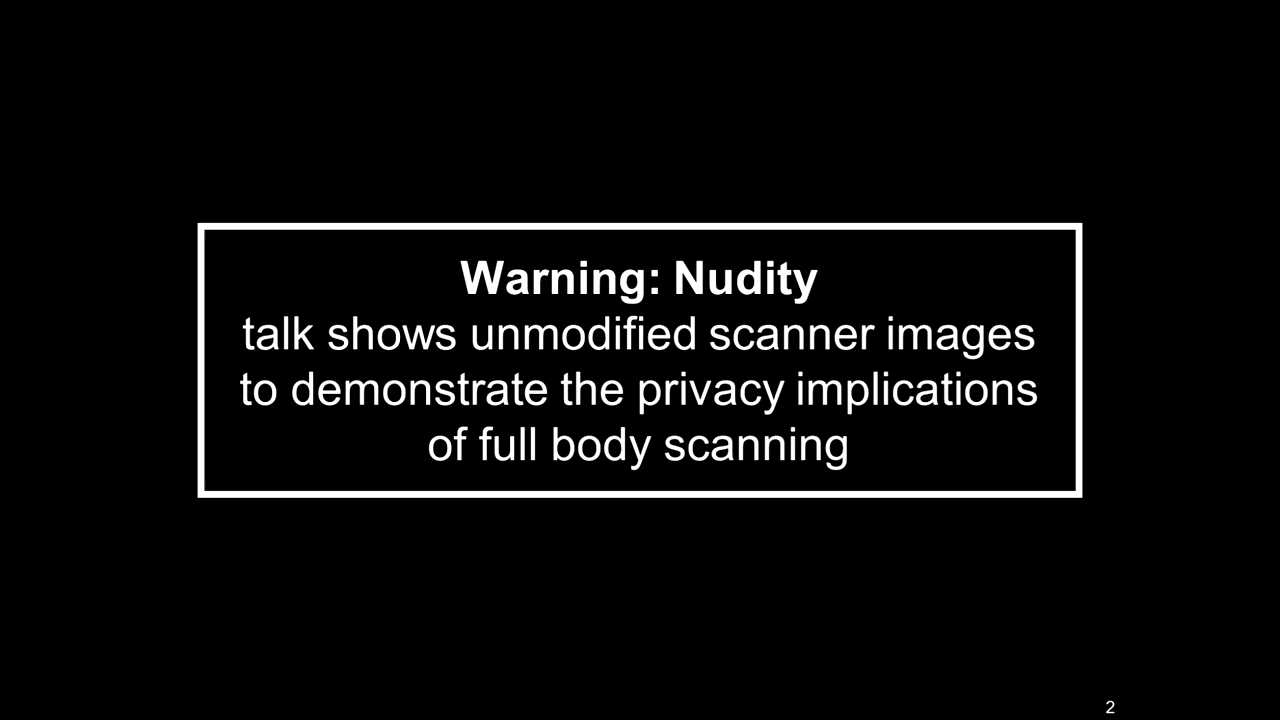 Warning: Nudity
talk shows unmodified scanner images
to demonstrate the privacy implications
of full body scanning
2